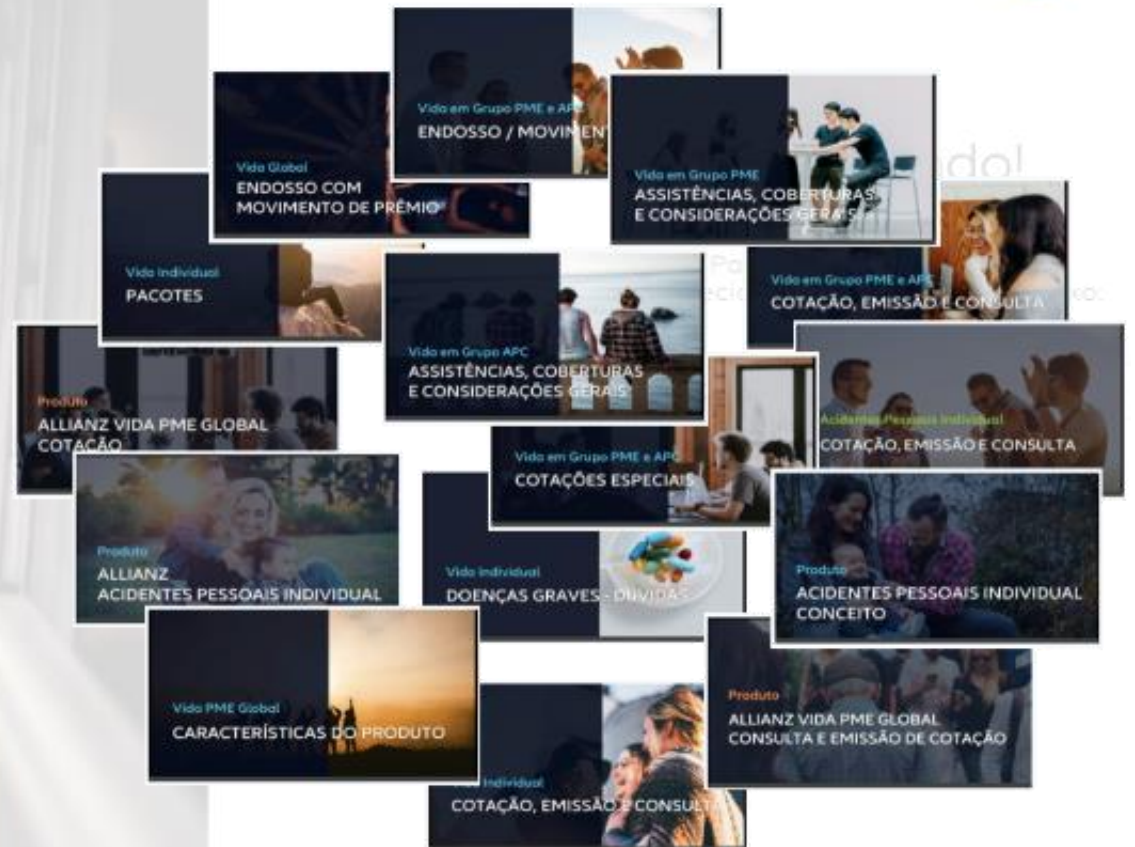 Vida em Grupo PME e APC
ENDOSSO / MOVIMEN
Vida Global
ENDOSSO COM
MOVIMENTO DE PRÊMIO
Vida em Grupo PME
ASSISTÊNCIAS, COBERTURAS
E CONSIDERAÇÕES GERAIS
do!
Vida Individual
PACOTES
Vida em Grupo PME e APC
COTAÇÃO, EMISSÃO E CONSULTA
Vida em Grupo APC
ASSISTÊNCIAS, COBERTURAS
E CONSIDERAÇÕES GERAIS
Produto
ALLIANZ VIDA PME GLOBAL
COTAÇÃO
Acidentes Pessoais Individual
COTAÇÃO, EMISSÃO E CONSULTA
Vida em Grupo PME e APC
COTAÇÕES ESPECIAIS
Produto
ALLIANZ
ACIDENTES PESSOAIS INDIVIDUAL
Vida Individual
DOENÇAS GRAVES - DÚVIDAS
Produto
ACIDENTES PESSOAIS INDIVIDUAL
CONCEITO
Vida PME Global
CARACTERÍSTICAS DO PRODUTO
Produto
ALLIANZ VIDA PME GLOBAL
CONSULTA E EMISSÃO DE COTAÇÃO
Individual
COTAÇÃO, EMISSÃO E CONSULTA